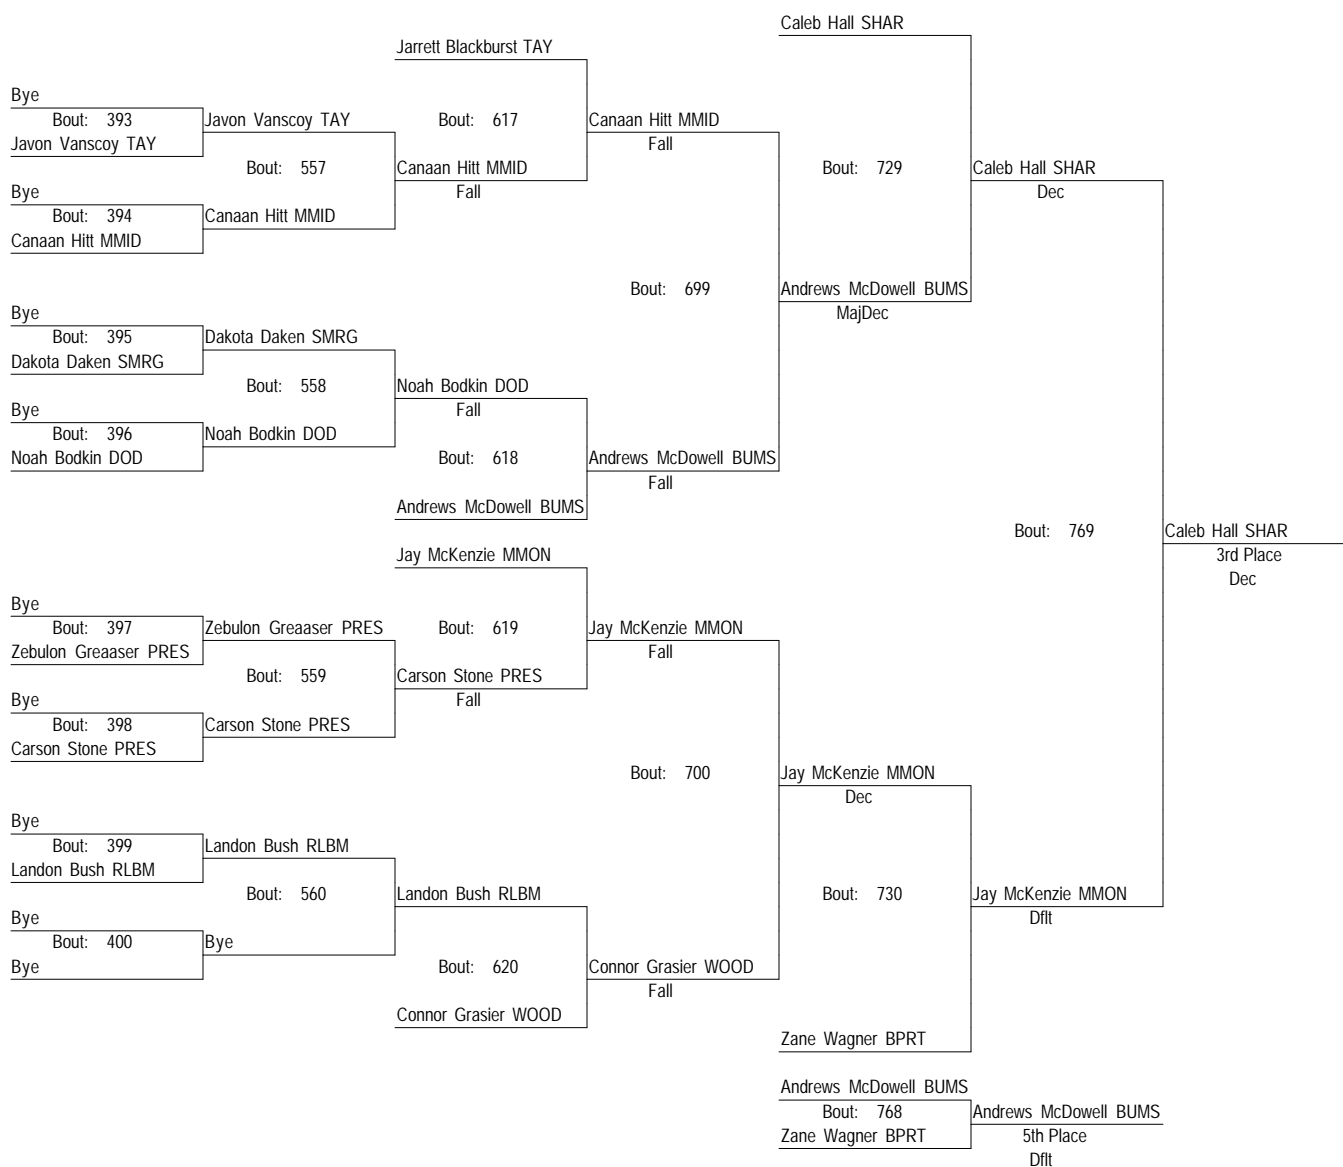 Caleb Hall SHAR
Jarrett Blackburst TAY
Bye
Bout: 393
Javon Vanscoy TAY
Javon Vanscoy TAY
Bout: 617
Canaan Hitt MMID
Fall
Bout: 557
Canaan Hitt MMID
Fall
Bout: 729
Caleb Hall SHAR
Dec
Bye
Bout: 394
Canaan Hitt MMID
Canaan Hitt MMID
Bout: 699
Andrews McDowell BUMS
MajDec
Bye
Bout: 395
Dakota Daken SMRG
Dakota Daken SMRG
Bout: 558
Noah Bodkin DOD
Fall
Bye
Bout: 396
Noah Bodkin DOD
Noah Bodkin DOD
Bout: 618
Andrews McDowell BUMS
Fall
Andrews McDowell BUMS
Bout: 769
Caleb Hall SHAR
3rd Place
Dec
Jay McKenzie MMON
Bye
Bout: 397
Zebulon Greaaser PRES
Zebulon Greaaser PRES
Bout: 619
Jay McKenzie MMON
Fall
Bout: 559
Carson Stone PRES
Fall
Bye
Bout: 398
Carson Stone PRES
Carson Stone PRES
Bout: 700
Jay McKenzie MMON
Dec
Bye
Bout: 399
Landon Bush RLBM
Landon Bush RLBM
Bout: 560
Landon Bush RLBM
Bout: 730
Jay McKenzie MMON
Dflt
Bye
Bout: 400
Bye
Bye
Bout: 620
Connor Grasier WOOD
Fall
Connor Grasier WOOD
Zane Wagner BPRT
Andrews McDowell BUMS
Bout: 768
Zane Wagner BPRT
Andrews McDowell BUMS
5th Place
Dflt